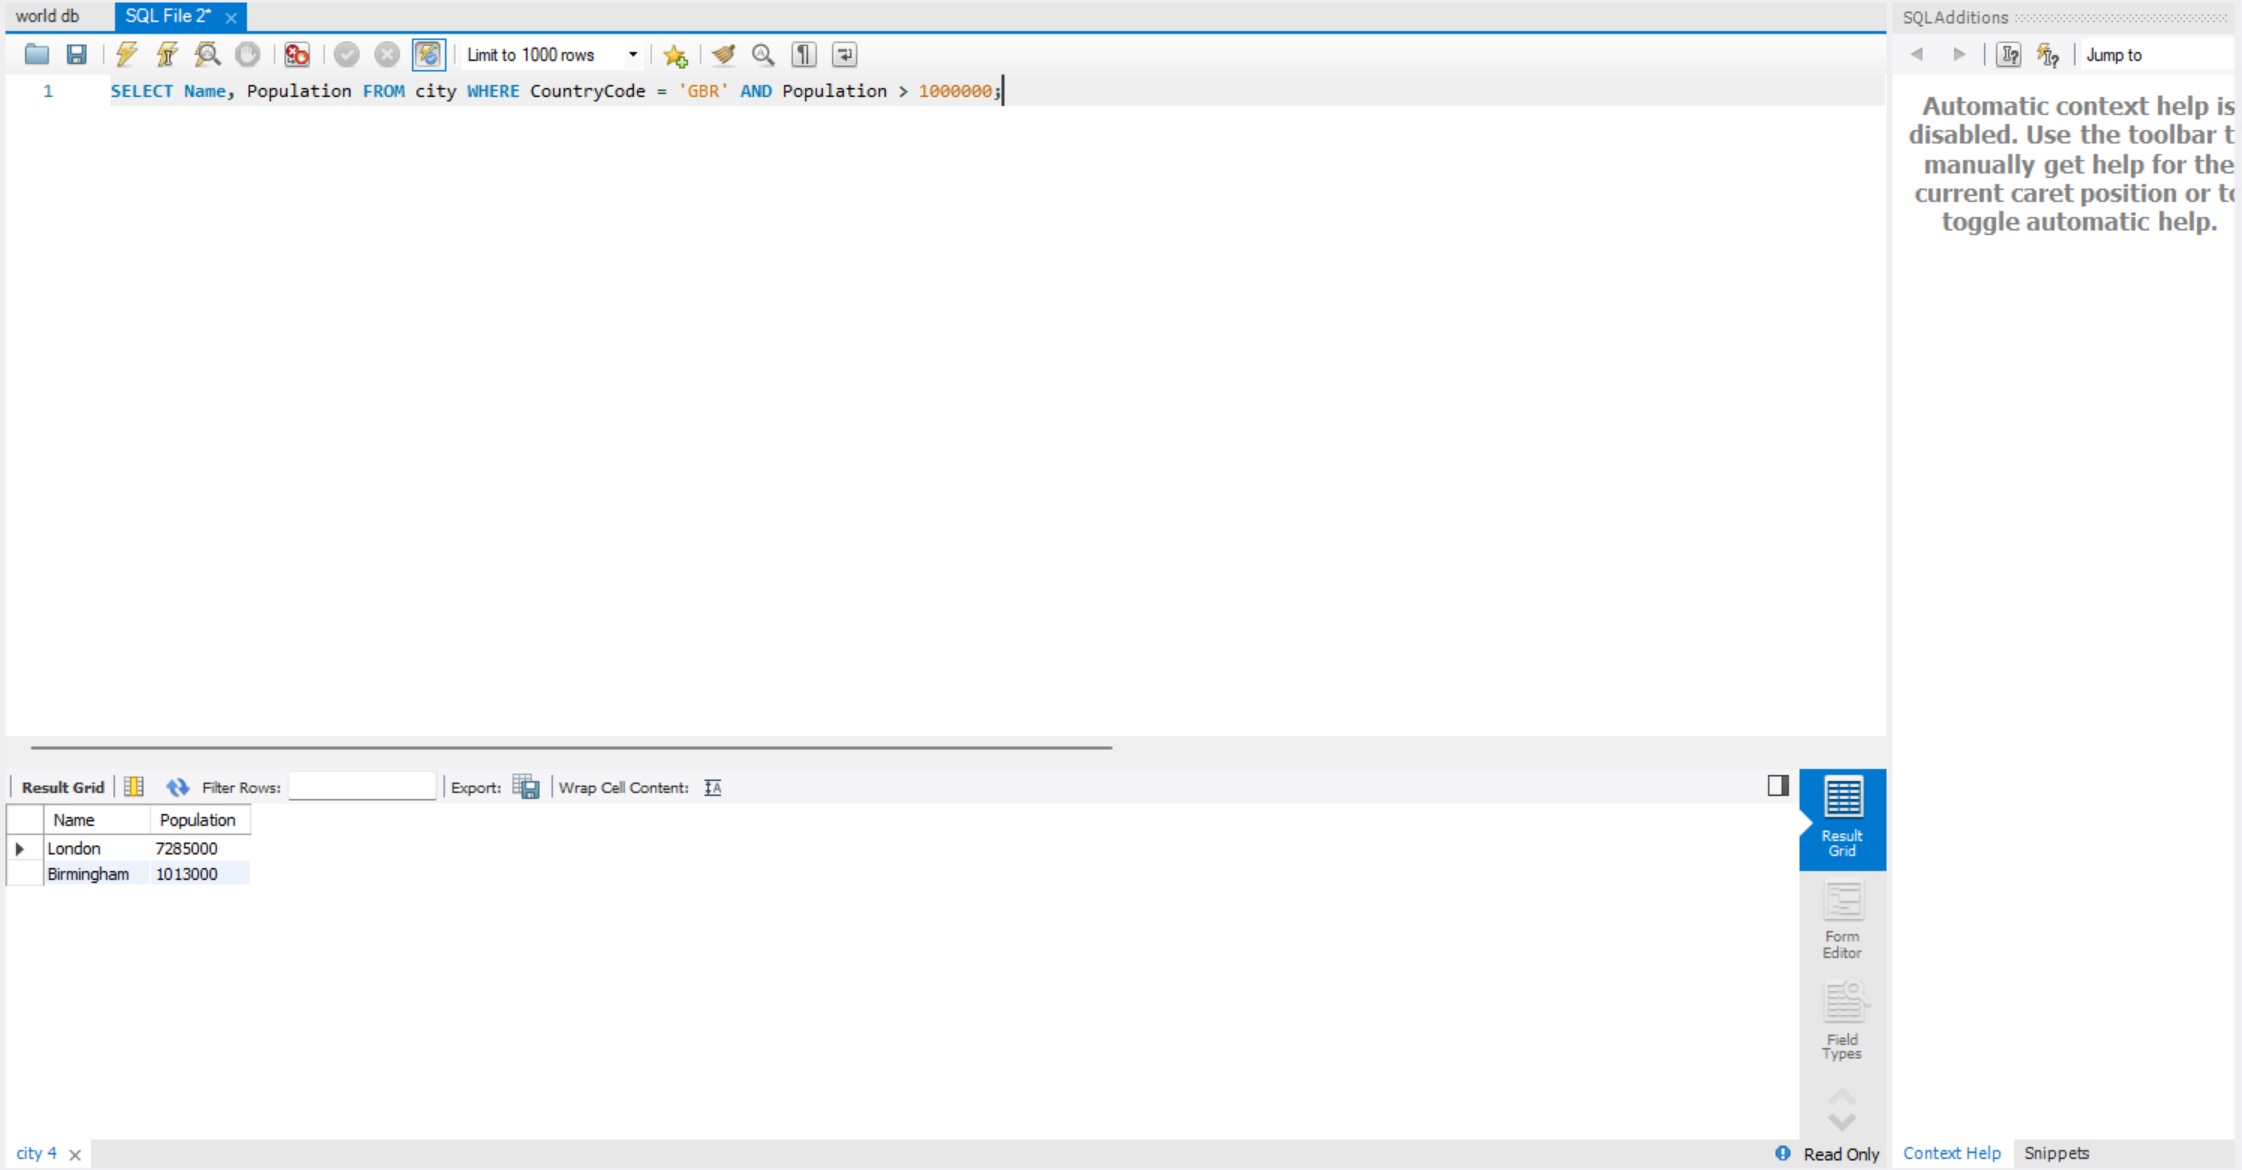 world db
SQL File 2*
SQLAdditions
Limit to 1000 rows
Jump to
1 SELECT Name, Population FROM city WHERE CountryCode = 'GBR' AND Population > 1000000;
Automatic context help is
disabled. Use the toolbar t
manually get help for the
current caret position or to
toggle automatic help.
Result Grid
Filter Rows:
Export:
Wrap Cell Content:
Name Population
London 7285000
Birmingham 1013000
Result
Grid
Form
Editor
Field
Types
city 4
Read Only
Context Help
Snippets